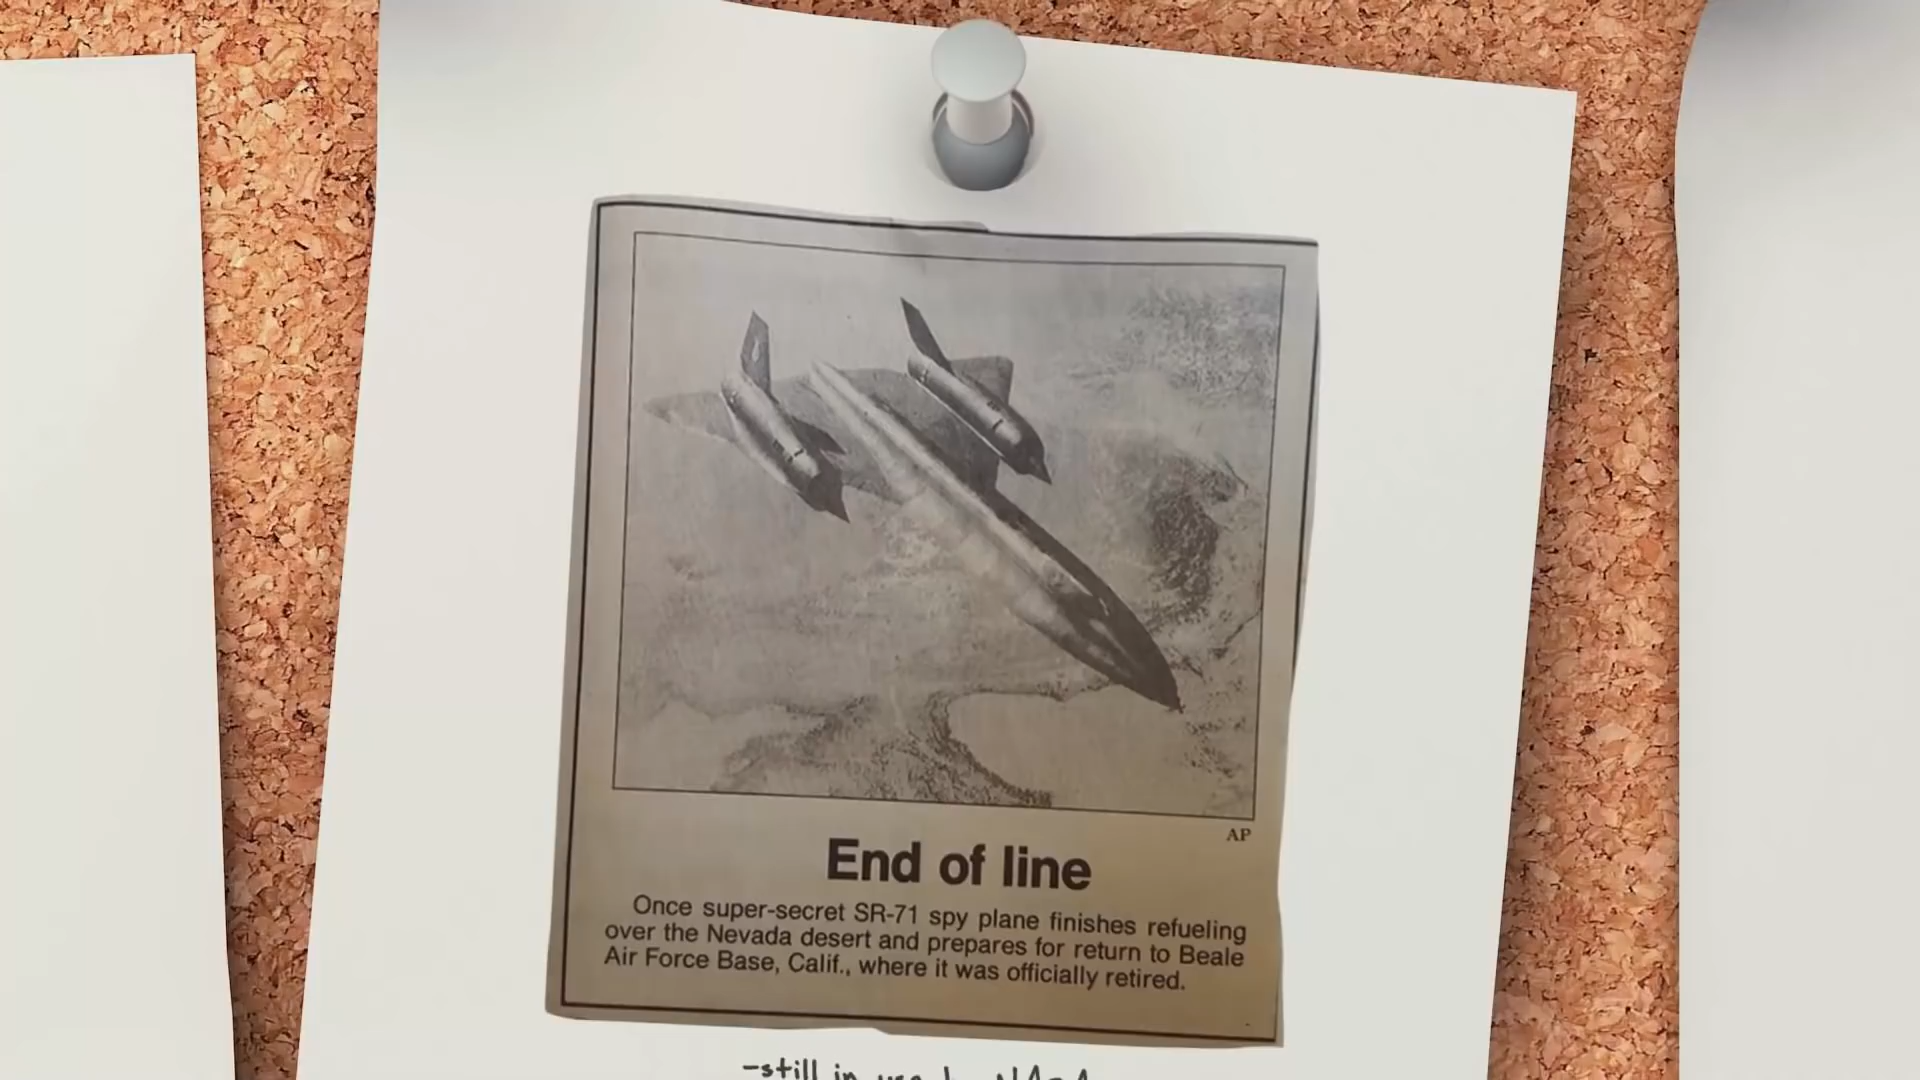 AP
End of line
Once super-secret SR-71 spy plane finishes refueling
over the Nevada desert and prepares for return to Beale
Air Force Base, Calif., where it was officially retired.
-still in